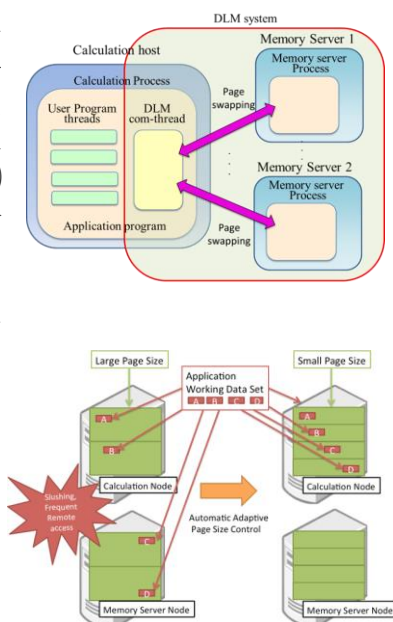 DLM system
Memory Server 1
Calculation host
Memory server
Process
Calculation Process
Page
swapping
User Program
threads
DLM
com-thread
Memory Server 2
Memory server
Process
Application program
Page
swapping
Large Page Size
Small Page Size
Application
Working Data Set
A B C D
A
B
A
B
C
D
Calculation Node
Calculation Node
Slushing,
Frequent
Remote
access
Automatic Adaptive
Page Size Control
C
D
Memory Server Node
Memory Server Node